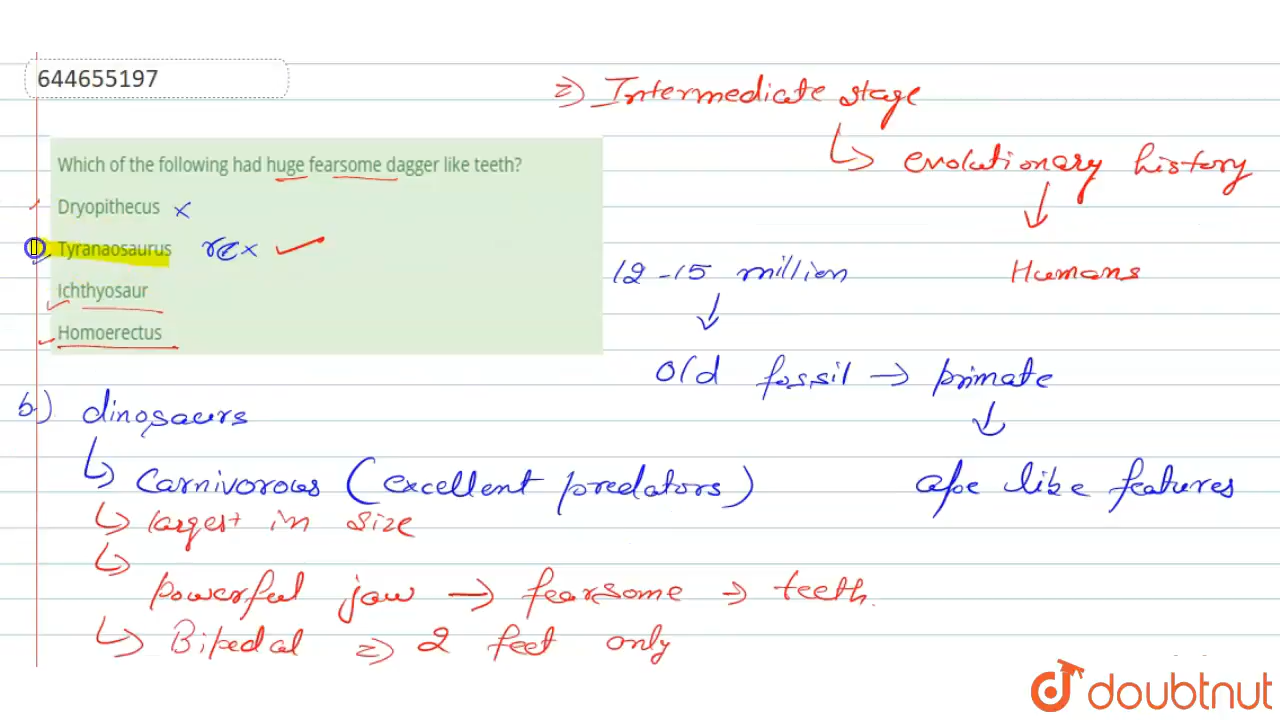 644655197
⇒ Intermediate stage
↳ evolutionary history
↓
Humans
Which of the following had huge fearsome dagger like teeth?
Dryopithecus ×
Tyranaosaurus rex ✓
Ichthyosaur
Homoerectus
12-15 million
↓
old fossil → primate
↓
ape like features
b) dinosaurs
↳ Carnivorous (excellent predators)
↳ largest in size
↳ powerful jaw → fearsome → teeth.
↳ Bipedal ⇒ 2 feet only
doubtnut